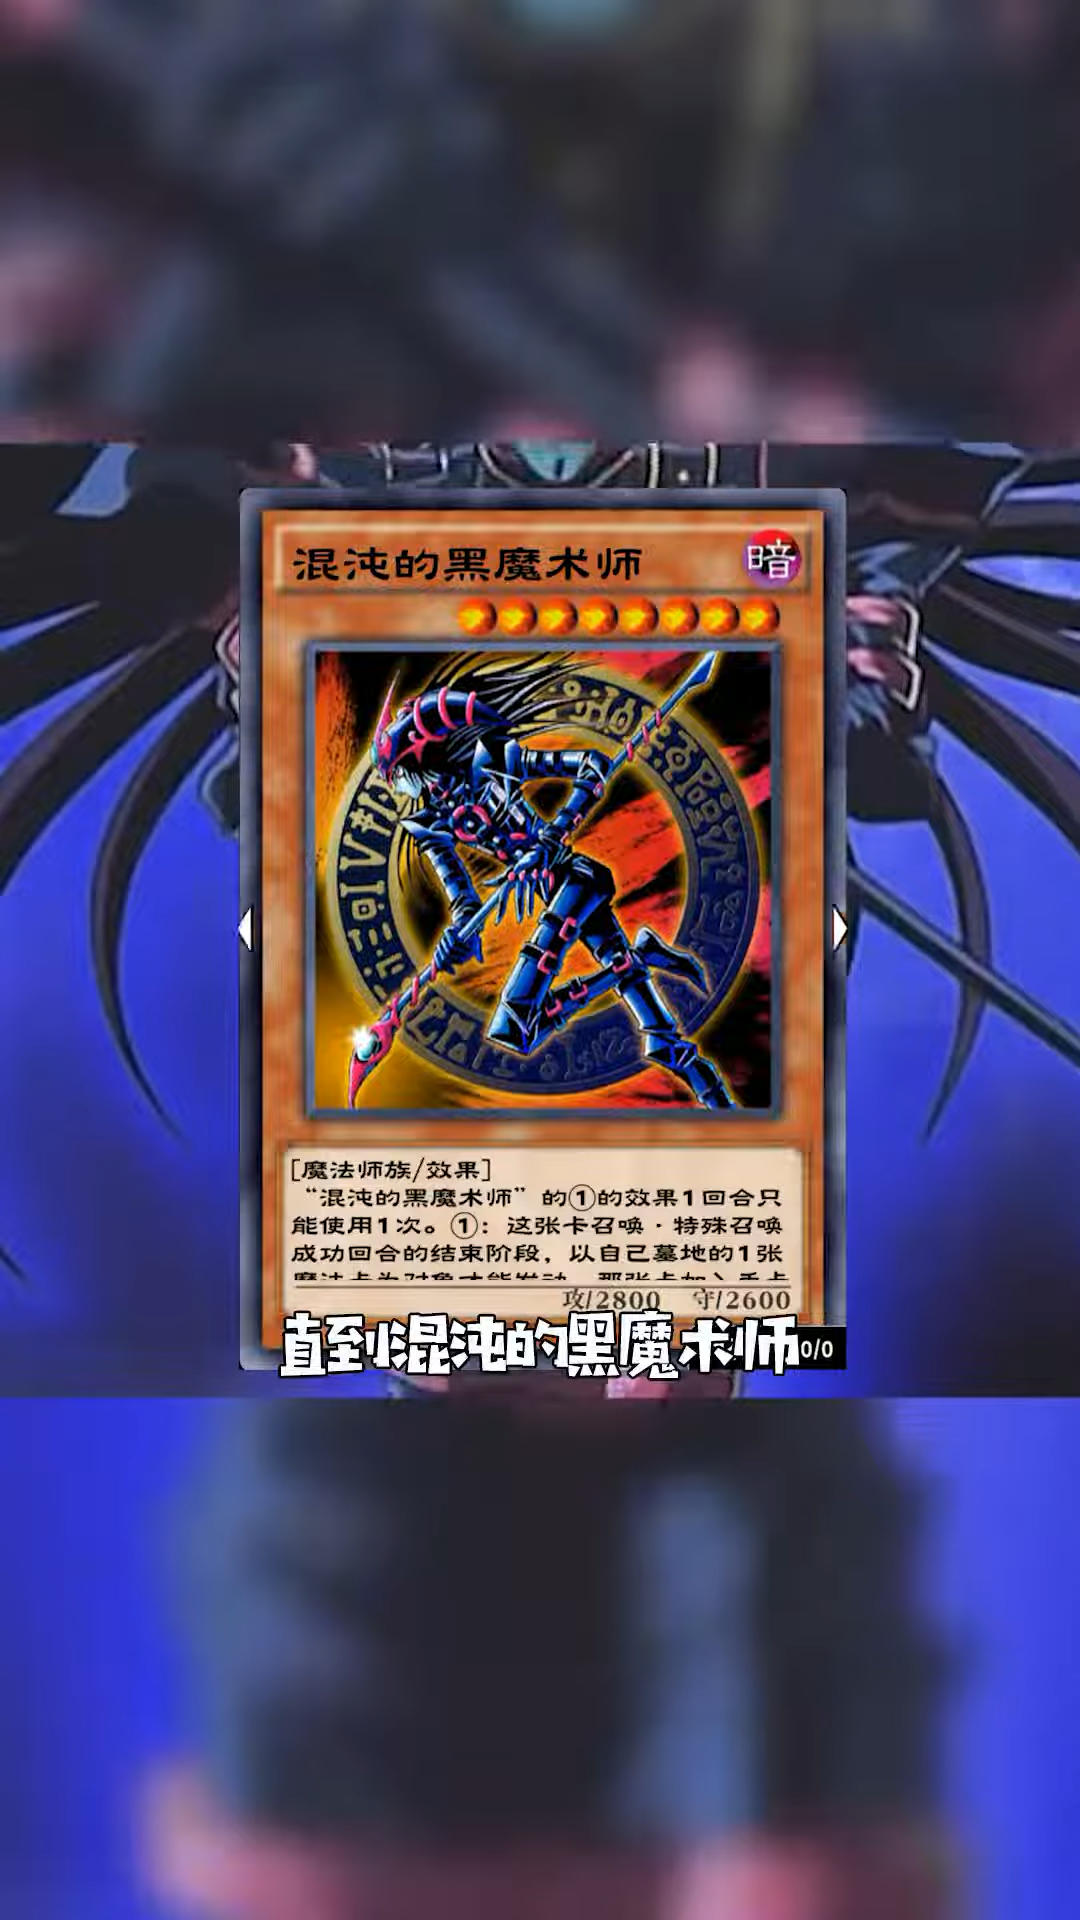 混沌的黑魔术师
暗
[魔法师族/效果]
“混沌的黑魔术师”的①的效果1回合只
能使用1次。①：这张卡召唤·特殊召唤
成功回合的结束阶段，以自己墓地的1张
攻/2800 守/2600
直到混沌的黑魔术师
0/0